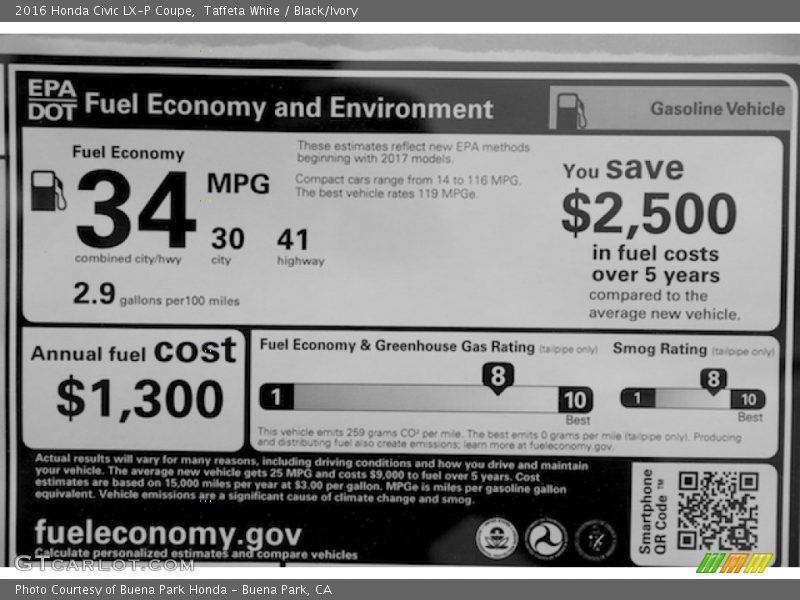 2016 Honda Civic LX-P Coupe, Taffeta White / Black/Ivory
EPA
DOT
Fuel Economy and Environment
Gasoline Vehicle
Fuel Economy
34
MPG
30
41
combined city/hwy
city
highway
2.9 gallons per100 miles
These estimates reflect new EPA methods
beginning with 2017 models.
Compact cars range from 14 to 116 MPG.
The best vehicle rates 119 MPGe.
You save
$2,500
in fuel costs
over 5 years
compared to the
average new vehicle.
Annual fuel cost
$1,300
Fuel Economy & Greenhouse Gas Rating (tailpipe only)
1
8
10
Best
Smog Rating (tailpipe only)
1
8
10
Best
This vehicle emits 259 grams CO² per mile. The best emits 0 grams per mile (tailpipe only). Producing
and distributing fuel also create emissions; learn more at fueleconomy.gov.
Actual results will vary for many reasons, including driving conditions and how you drive and maintain
your vehicle. The average new vehicle gets 25 MPG and costs $9,000 to fuel over 5 years. Cost
estimates are based on 15,000 miles per year at $3.00 per gallon. MPGe is miles per gasoline gallon
equivalent. Vehicle emissions are a significant cause of climate change and smog.
fueleconomy.gov
Calculate personalized estimates and compare vehicles
Smartphone
QR Code™
GTcarlot.com
Photo Courtesy of Buena Park Honda - Buena Park, CA